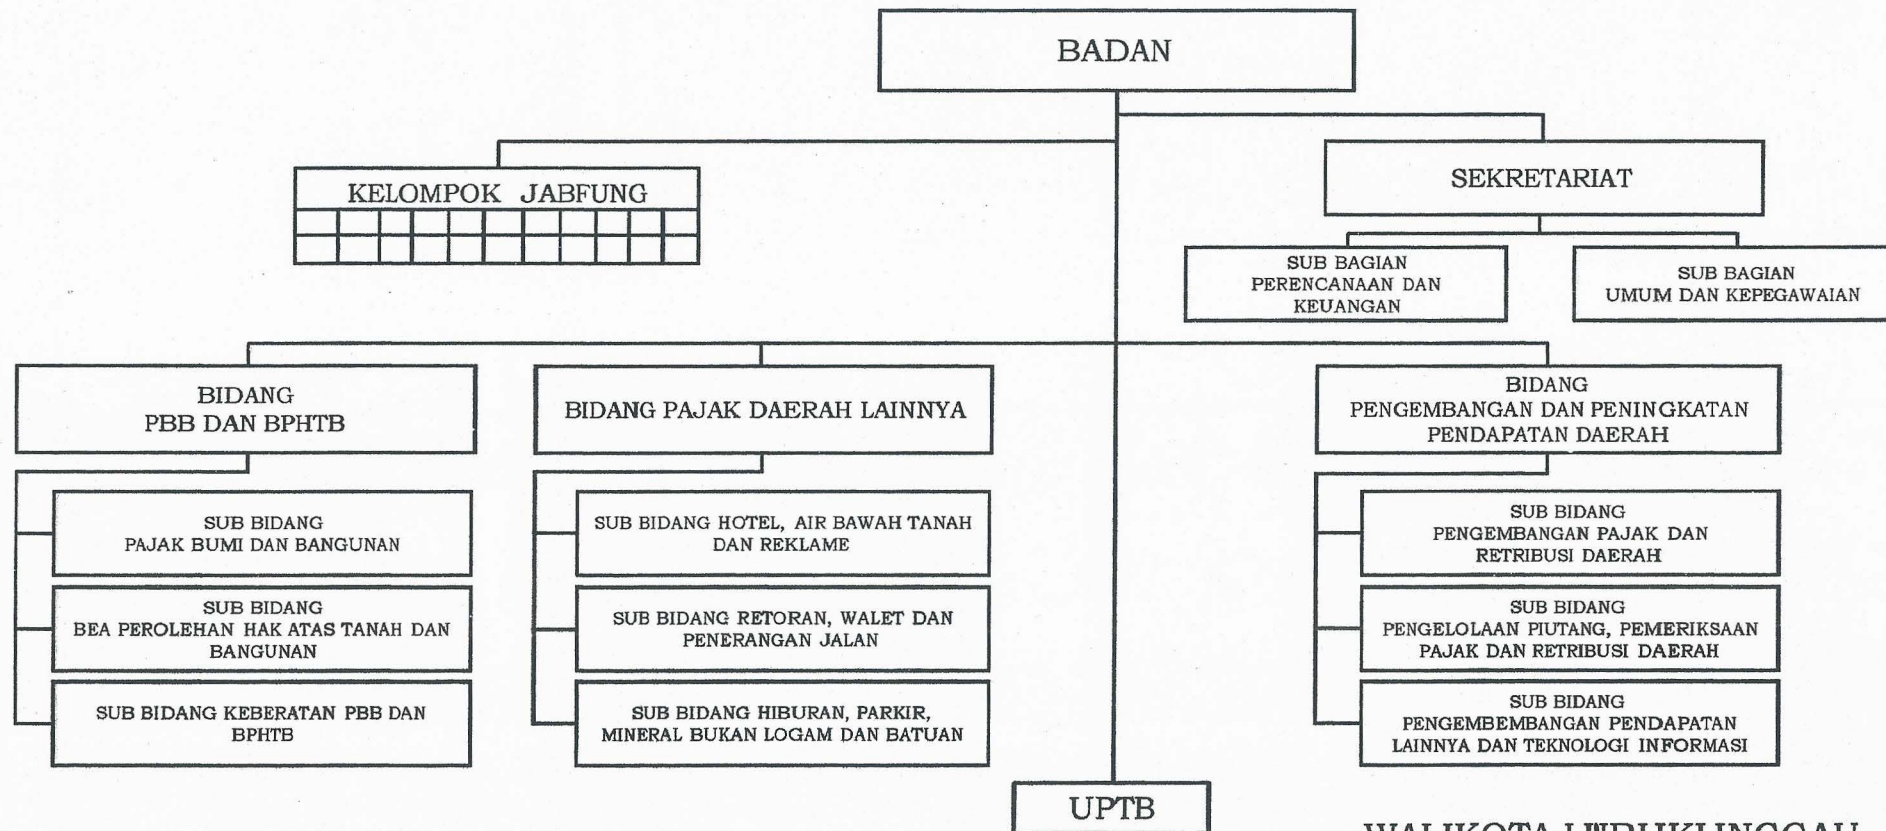 BADAN
KELOMPOK JABFUNG
SEKRETARIAT
SUB BAGIAN
PERENCANAAN DAN
KEUANGAN
SUB BAGIAN
UMUM DAN KEPEGAWAIAN
BIDANG
PBB DAN BPHTB
BIDANG PAJAK DAERAH LAINNYA
BIDANG
PENGEMBANGAN DAN PENINGKATAN
PENDAPATAN DAERAH
SUB BIDANG
PAJAK BUMI DAN BANGUNAN
SUB BIDANG
BEA PEROLEHAN HAK ATAS TANAH DAN
BANGUNAN
SUB BIDANG KEBERATAN PBB DAN
BPHTB
SUB BIDANG HOTEL, AIR BAWAH TANAH
DAN REKLAME
SUB BIDANG RETORAN, WALET DAN
PENERANGAN JALAN
SUB BIDANG HIBURAN, PARKIR,
MINERAL BUKAN LOGAM DAN BATUAN
SUB BIDANG
PENGEMBANGAN PAJAK DAN
RETRIBUSI DAERAH
SUB BIDANG
PENGELOLAAN PIUTANG, PEMERIKSAAN
PAJAK DAN RETRIBUSI DAERAH
SUB BIDANG
PENGEMBEMBANGAN PENDAPATAN
LAINNYA DAN TEKNOLOGI INFORMASI
UPTB
WALIKOTA LUBUKLINGGAU